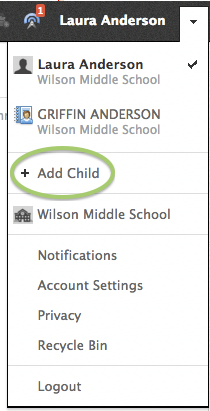 1
Laura Anderson
Laura Anderson
Wilson Middle School
GRIFFIN ANDERSON
Wilson Middle School
+ Add Child
Wilson Middle School
Notifications
Account Settings
Privacy
Recycle Bin
Logout